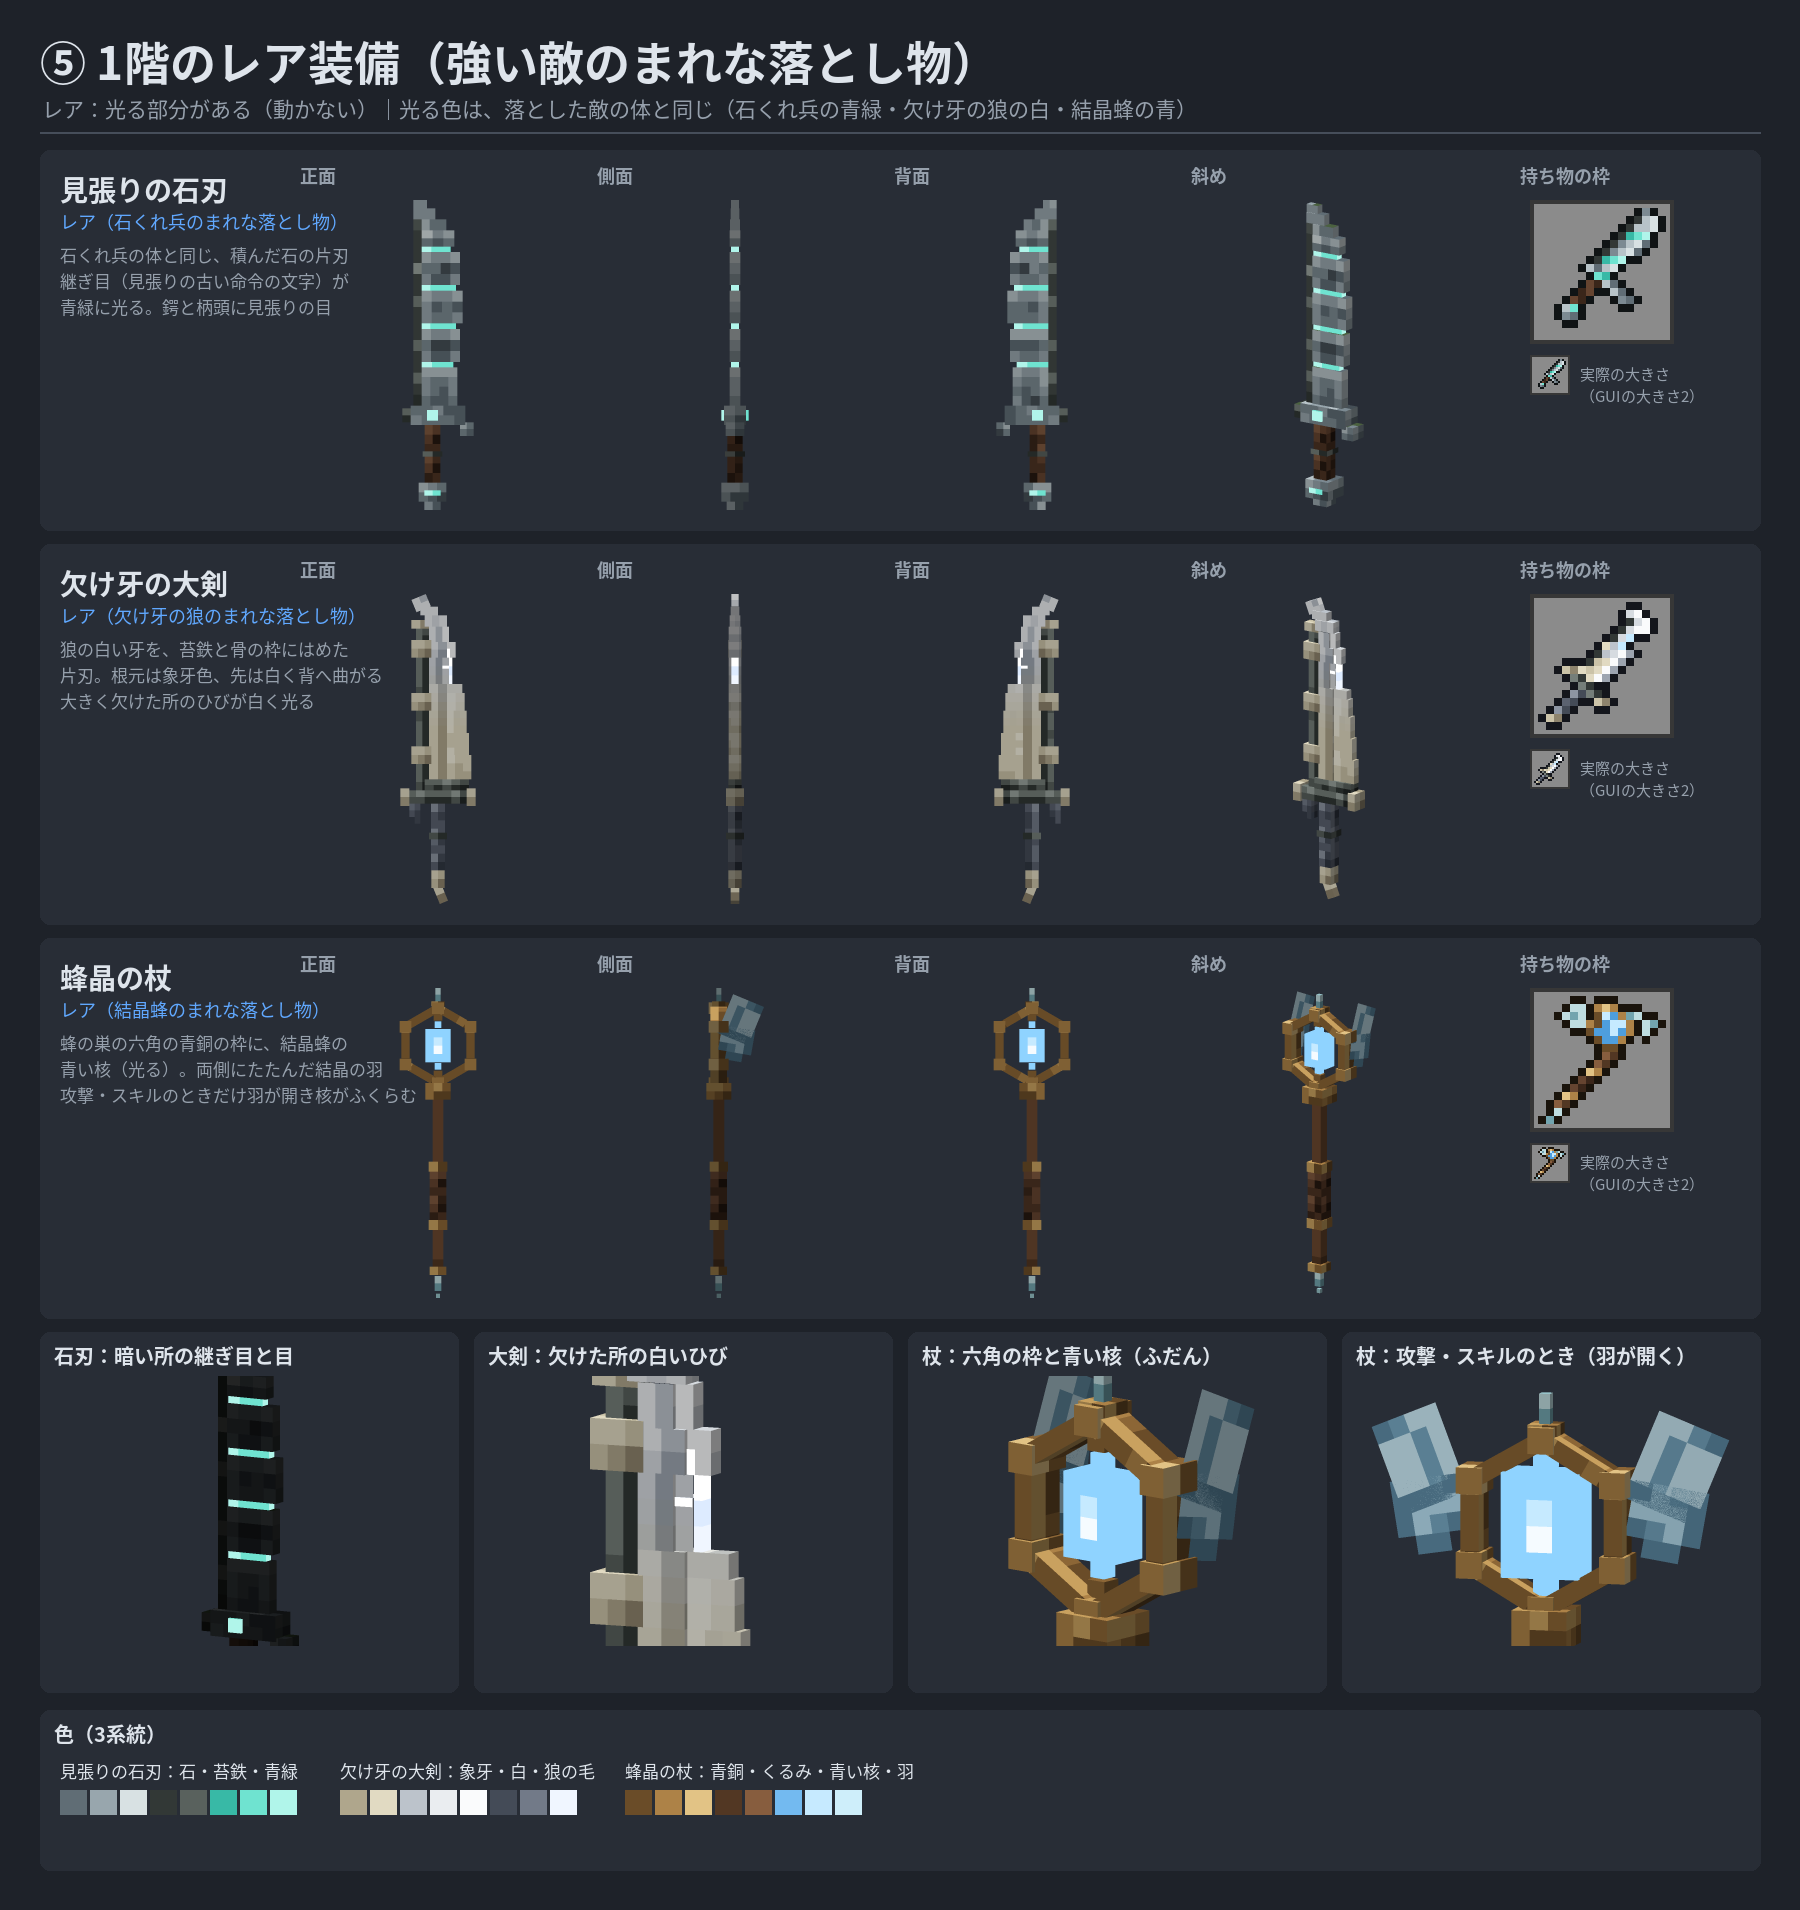 ⑤ 1階のレア装備（強い敵のまれな落とし物）
レア：光る部分がある（動かない）｜光る色は、落とした敵の体と同じ（石くれ兵の青緑・欠け牙の狼の白・結晶蜂の青）
見張りの石刃
レア（石くれ兵のまれな落とし物）
石くれ兵の体と同じ、積んだ石の片刃
継ぎ目（見張りの古い命令の文字）が
青緑に光る。鍔と柄頭に見張りの目
正面
側面
背面
斜め
持ち物の枠
実際の大きさ
（GUIの大きさ2）
欠け牙の大剣
レア（欠け牙の狼のまれな落とし物）
狼の白い牙を、苔鉄と骨の枠にはめた
片刃。根元は象牙色、先は白く背へ曲がる
大きく欠けた所のひびが白く光る
正面
側面
背面
斜め
持ち物の枠
実際の大きさ
（GUIの大きさ2）
蜂晶の杖
レア（結晶蜂のまれな落とし物）
蜂の巣の六角の青銅の枠に、結晶蜂の
青い核（光る）。両側にたたんだ結晶の羽
攻撃・スキルのときだけ羽が開き核がふくらむ
正面
側面
背面
斜め
持ち物の枠
実際の大きさ
（GUIの大きさ2）
石刃：暗い所の継ぎ目と目
大剣：欠けた所の白いひび
杖：六角の枠と青い核（ふだん）
杖：攻撃・スキルのとき（羽が開く）
色（3系統）
見張りの石刃：石・苔鉄・青緑
欠け牙の大剣：象牙・白・狼の毛
蜂晶の杖：青銅・くるみ・青い核・羽